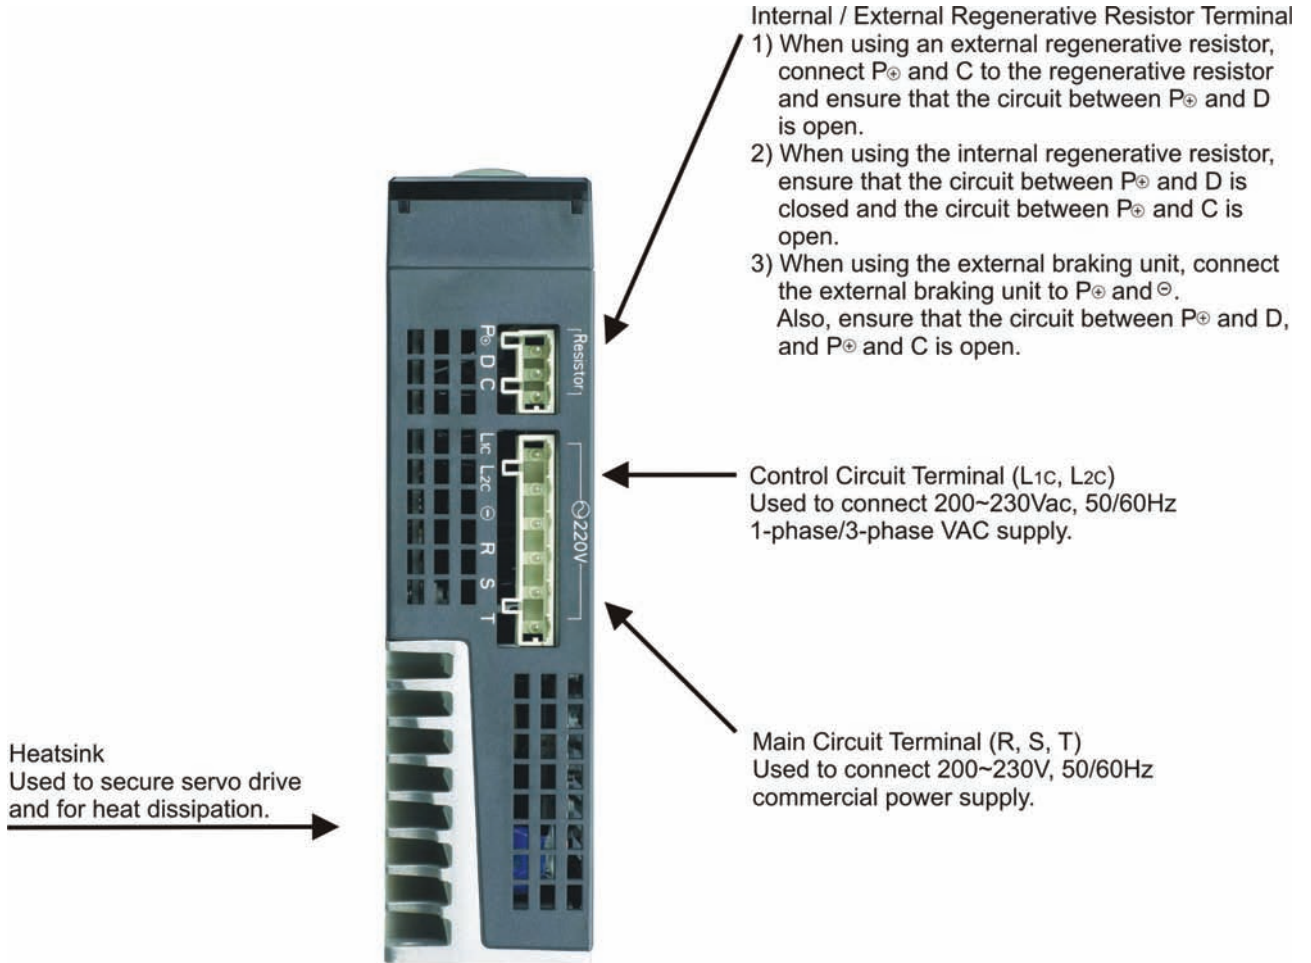 Internal / External Regenerative Resistor Terminal
1) When using an external regenerative resistor,
connect P⊕ and C to the regenerative resistor
and ensure that the circuit between P⊕ and D
is open.
2) When using the internal regenerative resistor,
ensure that the circuit between P⊕ and D is
closed and the circuit between P⊕ and C is
open.
3) When using the external braking unit, connect
the external braking unit to P⊕ and ⊖.
Also, ensure that the circuit between P⊕ and D,
and P⊕ and C is open.
P⊕
D
C
Resistor
L1C
L2C
⊖
R
S
T
220V
Control Circuit Terminal (L1C, L2C)
Used to connect 200~230Vac, 50/60Hz
1-phase/3-phase VAC supply.
Main Circuit Terminal (R, S, T)
Used to connect 200~230V, 50/60Hz
commercial power supply.
Heatsink
Used to secure servo drive
and for heat dissipation.